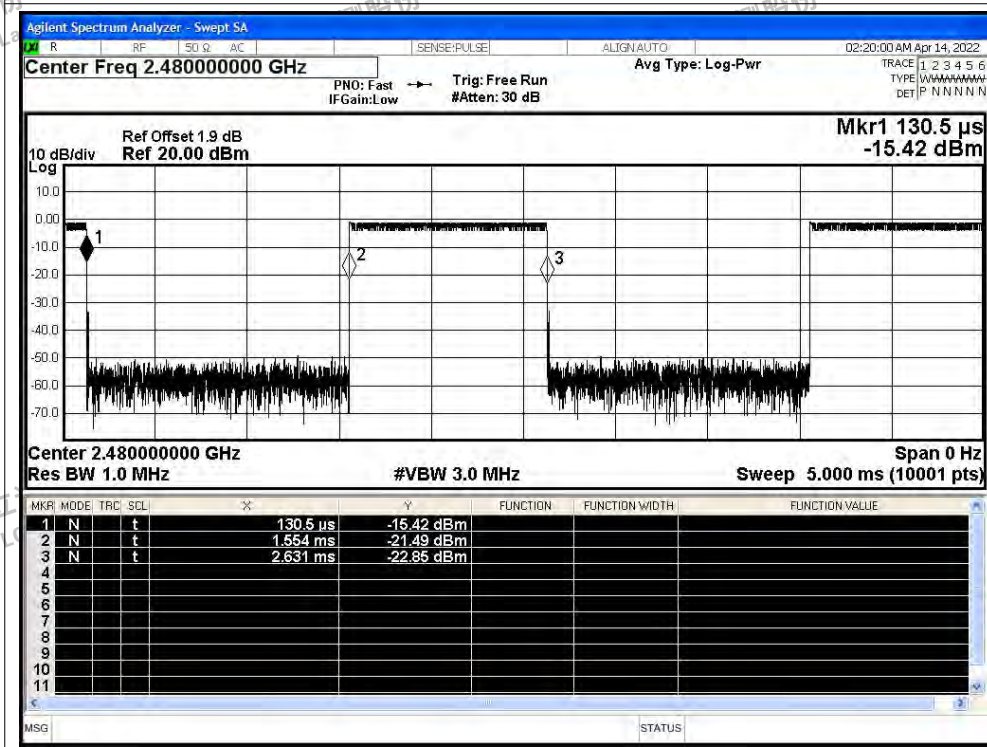 Agilent Spectrum Analyzer - Swept SA
R RF 50 Ω AC SENSE:PULSE ALIGN AUTO 02:20:00 AM Apr 14, 2022
Center Freq 2.480000000 GHz
PNO: Fast
IFGain:Low
Trig: Free Run
#Atten: 30 dB
Avg Type: Log-Pwr
TRACE 1 2 3 4 5 6
TYPE
DET P N N N N N
Mkr1 130.5 µs
-15.42 dBm
Ref Offset 1.9 dB
10 dB/div Ref 20.00 dBm
Log
10.0
0.00
-10.0
-20.0
-30.0
-40.0
-50.0
-60.0
-70.0
1
2
3
Center 2.480000000 GHz Span 0 Hz
Res BW 1.0 MHz #VBW 3.0 MHz Sweep 5.000 ms (10001 pts)
MKR MODE TRC SCL X Y FUNCTION FUNCTION WIDTH FUNCTION VALUE
1 N t 130.5 µs -15.42 dBm
2 N t 1.554 ms -21.49 dBm
3 N t 2.631 ms -22.85 dBm
4
5
6
7
8
9
10
11
MSG STATUS